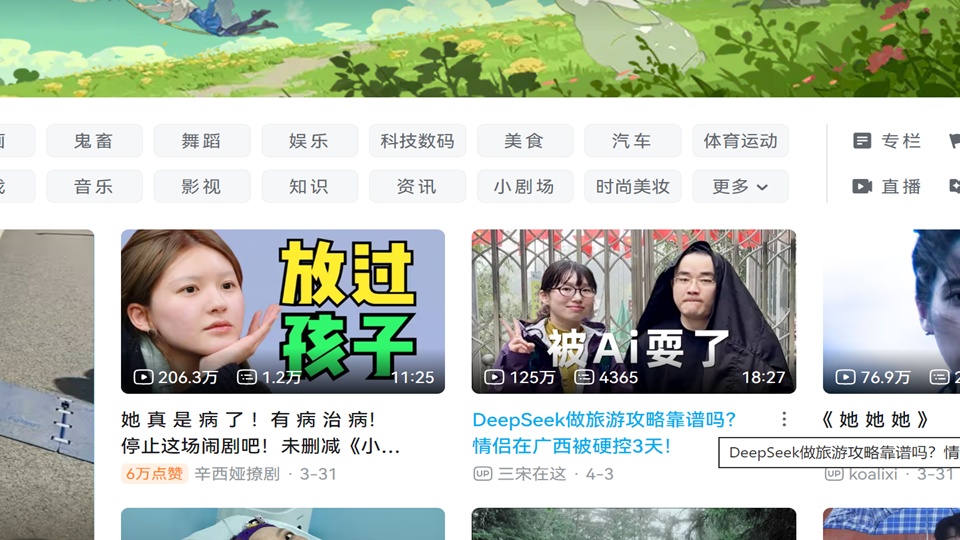 鬼畜 舞蹈 娱乐 科技数码 美食 汽车 体育运动 专栏
音乐 影视 知识 资讯 小剧场 时尚美妆 更多 直播
放过
孩子
206.3万 1.2万 11:25
被Ai耍了
125万 4365 18:27
76.9万
她真是病了！有病治病！
停止这场闹剧吧！未删减《小...
6万点赞 辛西娅撩剧 · 3-31
DeepSeek做旅游攻略靠谱吗？
情侣在广西被硬控3天！
UP 三宋在这 · 4-3
《她她她》
DeepSeek做旅游攻略靠谱吗？情
UP koalixi · 3-31